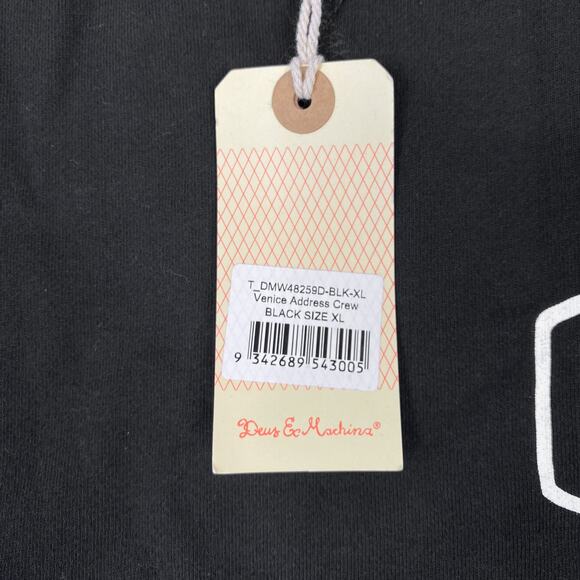 T_DMW48259D-BLK-XL
Venice Address Crew
BLACK SIZE XL
9 342689 543005
Deus Ex Machina®